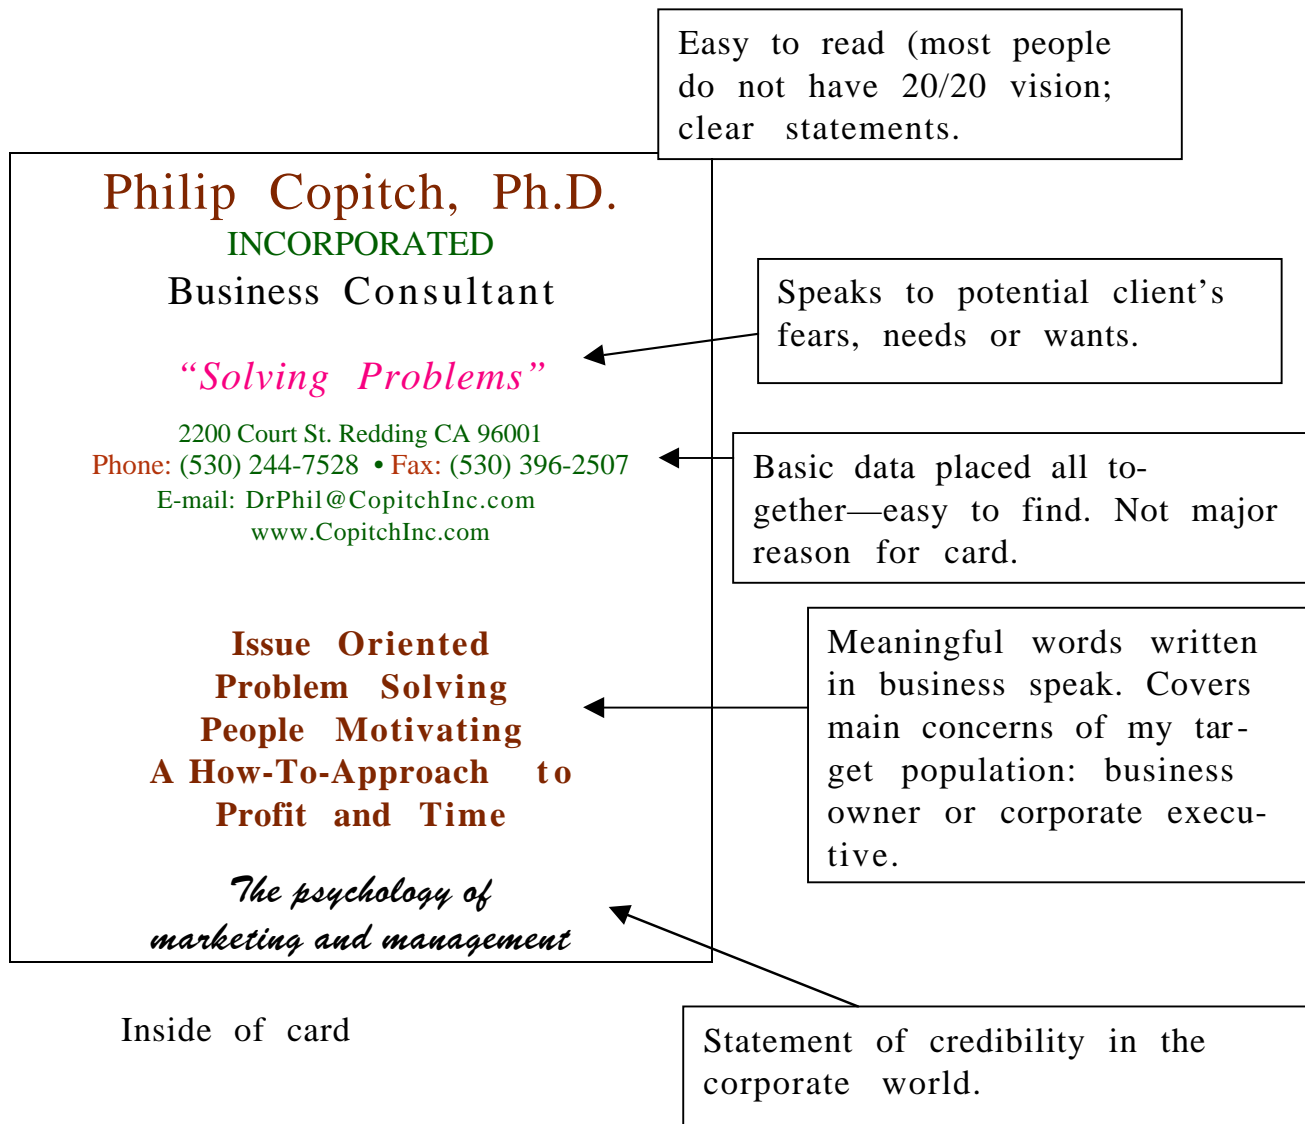 Easy to read (most people
do not have 20/20 vision;
clear statements.
Philip Copitch, Ph.D.
INCORPORATED
Business Consultant
“Solving Problems”
2200 Court St. Redding CA 96001
Phone: (530) 244-7528 • Fax: (530) 396-2507
E-mail: DrPhil@CopitchInc.com
www.CopitchInc.com
Issue Oriented
Problem Solving
People Motivating
A How-To-Approach to
Profit and Time
The psychology of
marketing and management
Inside of card
Speaks to potential client’s
fears, needs or wants.
Basic data placed all to-
gether—easy to find. Not major
reason for card.
Meaningful words written
in business speak. Covers
main concerns of my tar-
get population: business
owner or corporate execu-
tive.
Statement of credibility in the
corporate world.